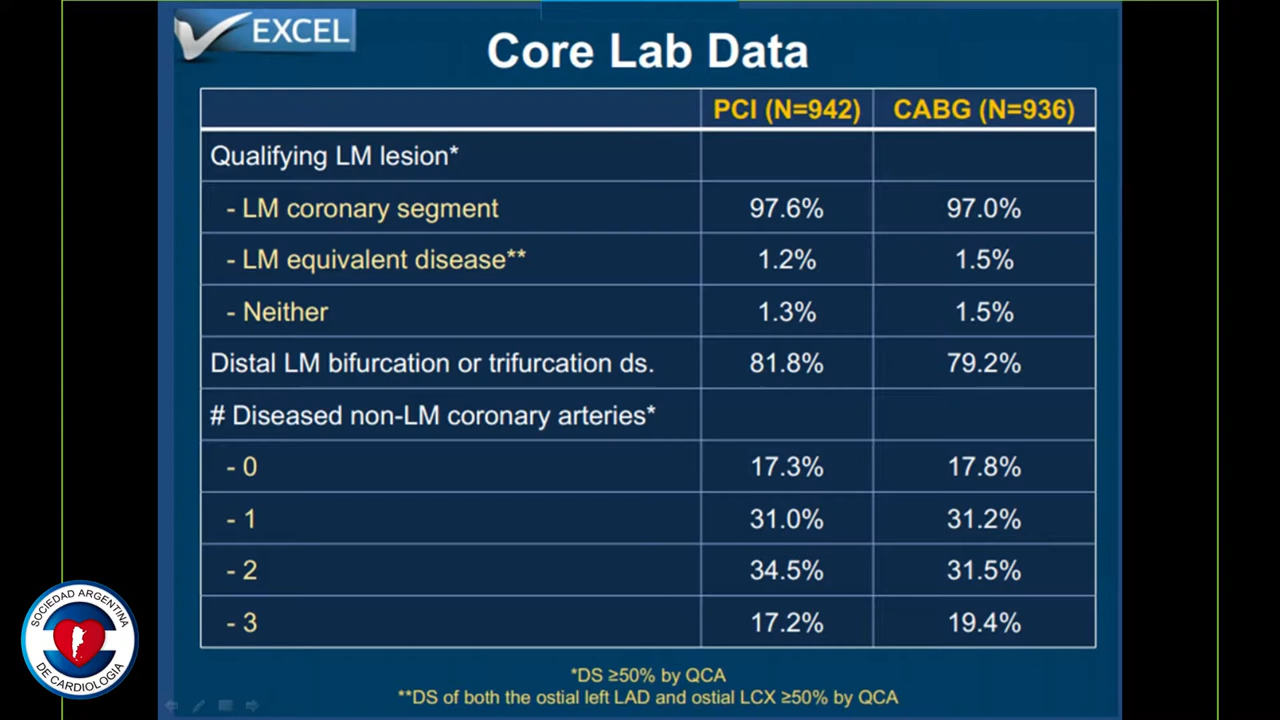 EXCEL
Core Lab Data
PCI (N=942) CABG (N=936)
Qualifying LM lesion*
- LM coronary segment 97.6% 97.0%
- LM equivalent disease** 1.2% 1.5%
- Neither 1.3% 1.5%
Distal LM bifurcation or trifurcation ds. 81.8% 79.2%
# Diseased non-LM coronary arteries*
- 0 17.3% 17.8%
- 1 31.0% 31.2%
- 2 34.5% 31.5%
- 3 17.2% 19.4%
*DS ≥50% by QCA
**DS of both the ostial left LAD and ostial LCX ≥50% by QCA
SOCIEDAD ARGENTINA
DE CARDIOLOGÍA